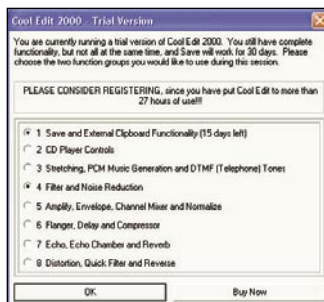 Cool Edit 2000 - Trial Version
You are currently running a trial version of Cool Edit 2000. You still have complete
functionality, but not all at the same time, and Save will work for 30 days. Please
choose the two function groups you would like to use during this session.
PLEASE CONSIDER REGISTERING, since you have put Cool Edit to more than
27 hours of use!!!
1 Save and External Clipboard Functionality (15 days left)
2 CD Player Controls
3 Stretching, PCM Music Generation and DTMF (Telephone) Tones
4 Filter and Noise Reduction
5 Amplify, Envelope, Channel Mixer and Normalize
6 Flanger, Delay and Compressor
7 Echo, Echo Chamber and Reverb
8 Distortion, Quick Filter and Reverse
OK Buy Now